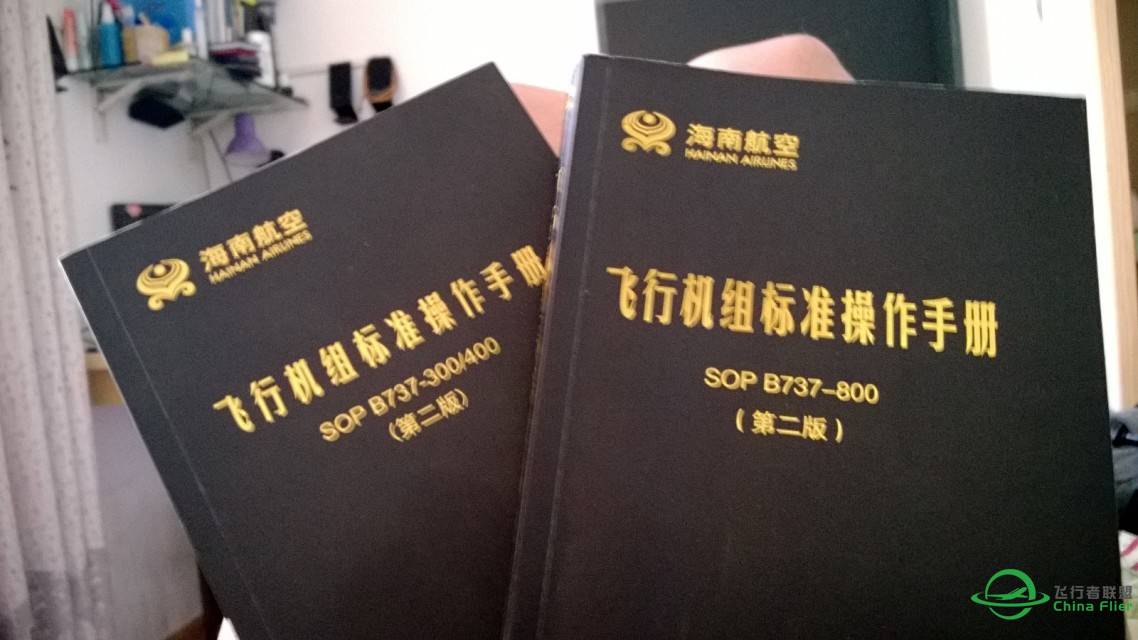 海南航空
HAINAN AIRLINES
飞行机组标准操作手册
SOP B737-300/400
(第二版)
海南航空
HAINAN AIRLINES
飞行机组标准操作手册
SOP B737-800
(第二版)
飞行者联盟
China Flier